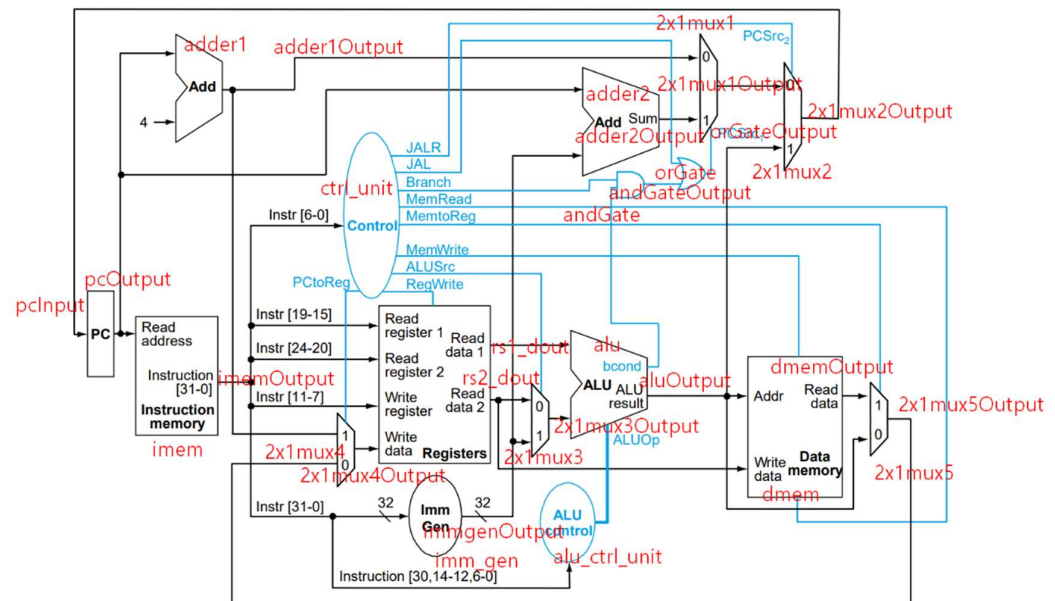 2x1mux1
PCSrc2
adder1
adder1Output
Add
0
adder2
2x1mux1Output
0
4
Add
Sum
1
2x1mux2Output
adder2Output
orGateOutput
1
JALR
JAL
2x1mux2
orGate
ctrl_unit
Branch
andGateOutput
MemRead
andGate
Instr [6-0]
Control
MemtoReg
MemWrite
ALUSrc
PCtoReg
RegWrite
pcOutput
pcInput
PC
Read
address
Instr [19-15]
Read
register 1
Read
data 1
rs1_dout
alu
bcond
Instr [24-20]
Read
register 2
rs2_dout
dmemOutput
Instruction
[31-0]
imemOutput
ALU
ALU
result
aluOutput
Addr
Read
data
Instr [11-7]
Write
register
Read
data 2
0
1
2x1mux5Output
Instruction
memory
imem
1
0
2x1mux4
Write
data
Registers
1
2x1mux3Output
ALUOp
0
2x1mux3
2x1mux4Output
Write
data
Data
memory
2x1mux5
dmem
Instr [31-0]
32
Imm
Gen
32
immgenOutput
ALU
control
imm_gen
alu_ctrl_unit
Instruction [30,14-12,6-0]